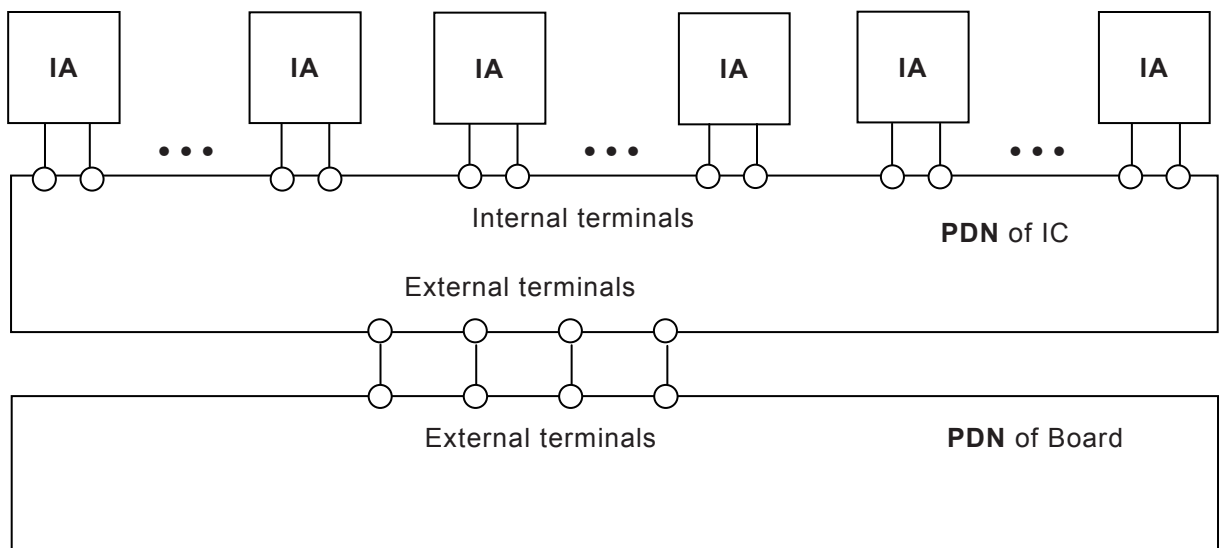 IA IA IA IA IA IA
Internal terminals
PDN of IC
External terminals
External terminals
PDN of Board